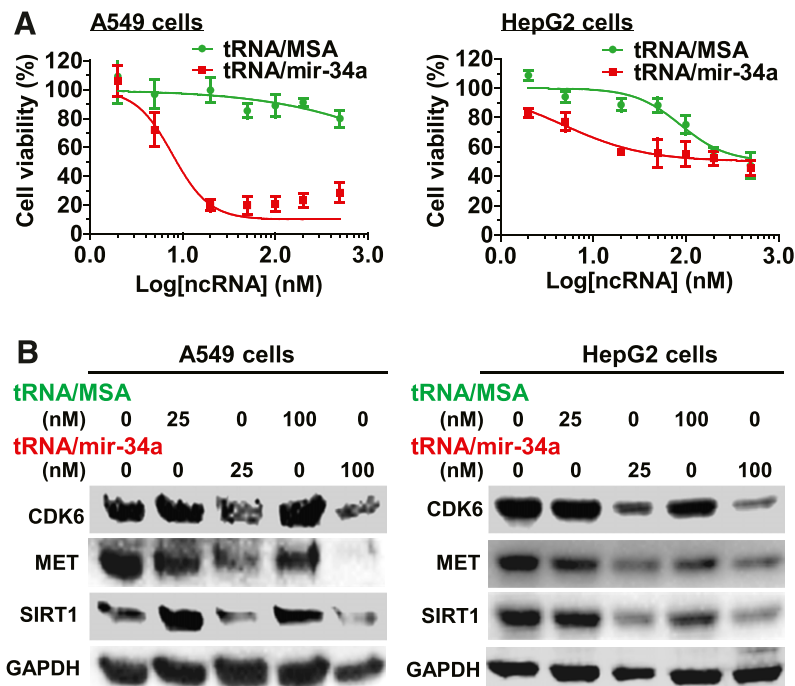 A
A549 cells
tRNA/MSA
tRNA/mir-34a
Cell viability (%)
120
100
80
60
40
20
0
0.0 1.0 2.0 3.0
Log[ncRNA] (nM)
HepG2 cells
tRNA/MSA
tRNA/mir-34a
Cell viability (%)
120
100
80
60
40
20
0
0.0 1.0 2.0 3.0
Log[ncRNA] (nM)
B
A549 cells
tRNA/MSA
(nM) 0 25 0 100 0
tRNA/mir-34a
(nM) 0 0 25 0 100
CDK6
MET
SIRT1
GAPDH
HepG2 cells
tRNA/MSA
(nM) 0 25 0 100 0
tRNA/mir-34a
(nM) 0 0 25 0 100
CDK6
MET
SIRT1
GAPDH